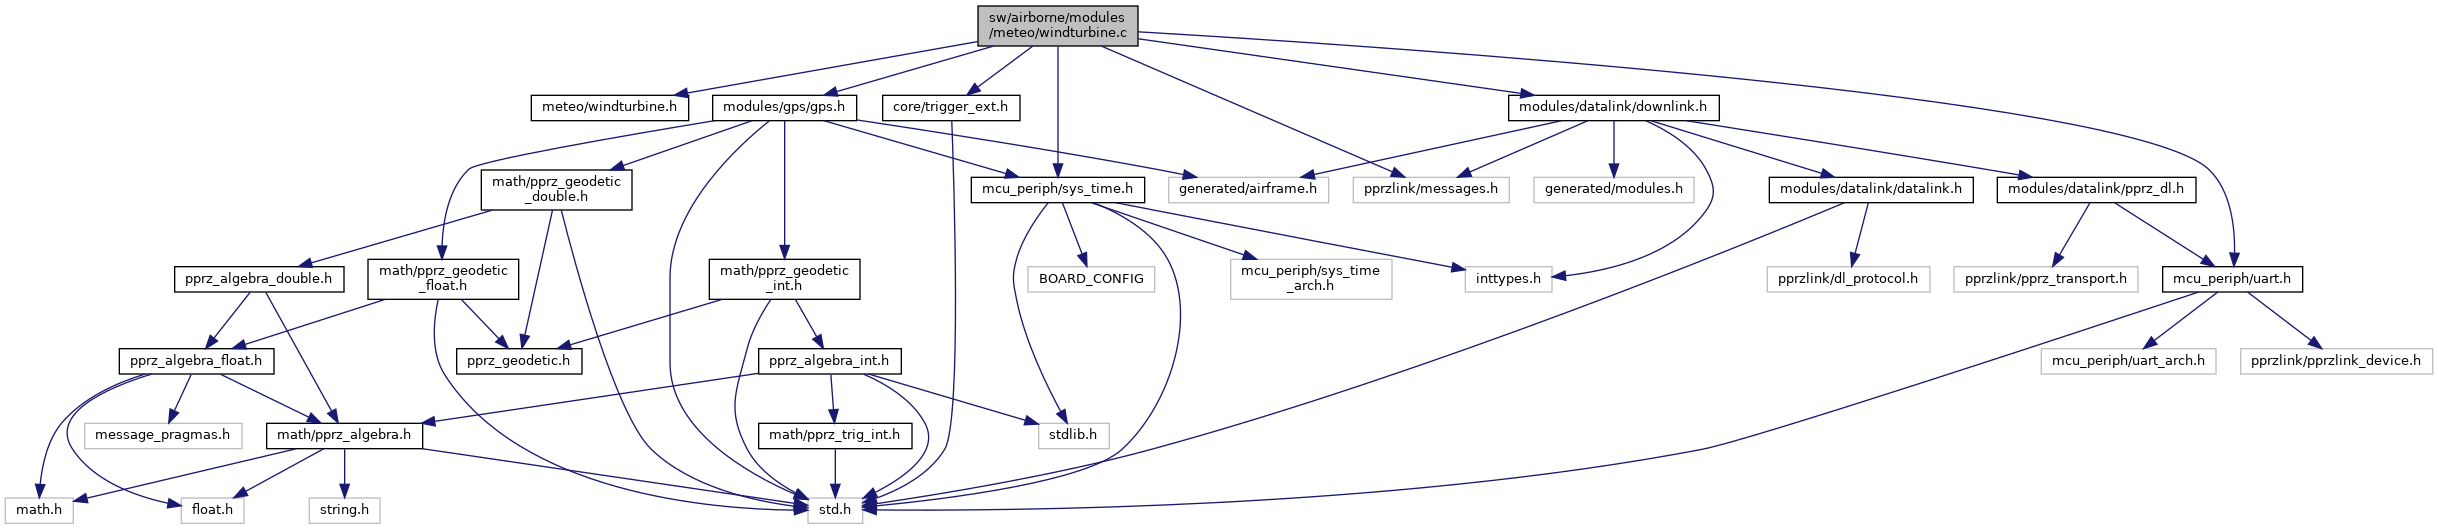 sw/airborne/modules
/meteo/windturbine.c
meteo/windturbine.h
modules/gps/gps.h
core/trigger_ext.h
modules/datalink/downlink.h
math/pprz_geodetic
_double.h
mcu_periph/sys_time.h
generated/airframe.h
pprzlink/messages.h
generated/modules.h
modules/datalink/datalink.h
modules/datalink/pprz_dl.h
pprz_algebra_double.h
math/pprz_geodetic
_float.h
math/pprz_geodetic
_int.h
BOARD_CONFIG
mcu_periph/sys_time
_arch.h
inttypes.h
pprzlink/dl_protocol.h
pprzlink/pprz_transport.h
mcu_periph/uart.h
pprz_algebra_float.h
pprz_geodetic.h
pprz_algebra_int.h
mcu_periph/uart_arch.h
pprzlink/pprzlink_device.h
message_pragmas.h
math/pprz_algebra.h
math/pprz_trig_int.h
stdlib.h
math.h
float.h
string.h
std.h